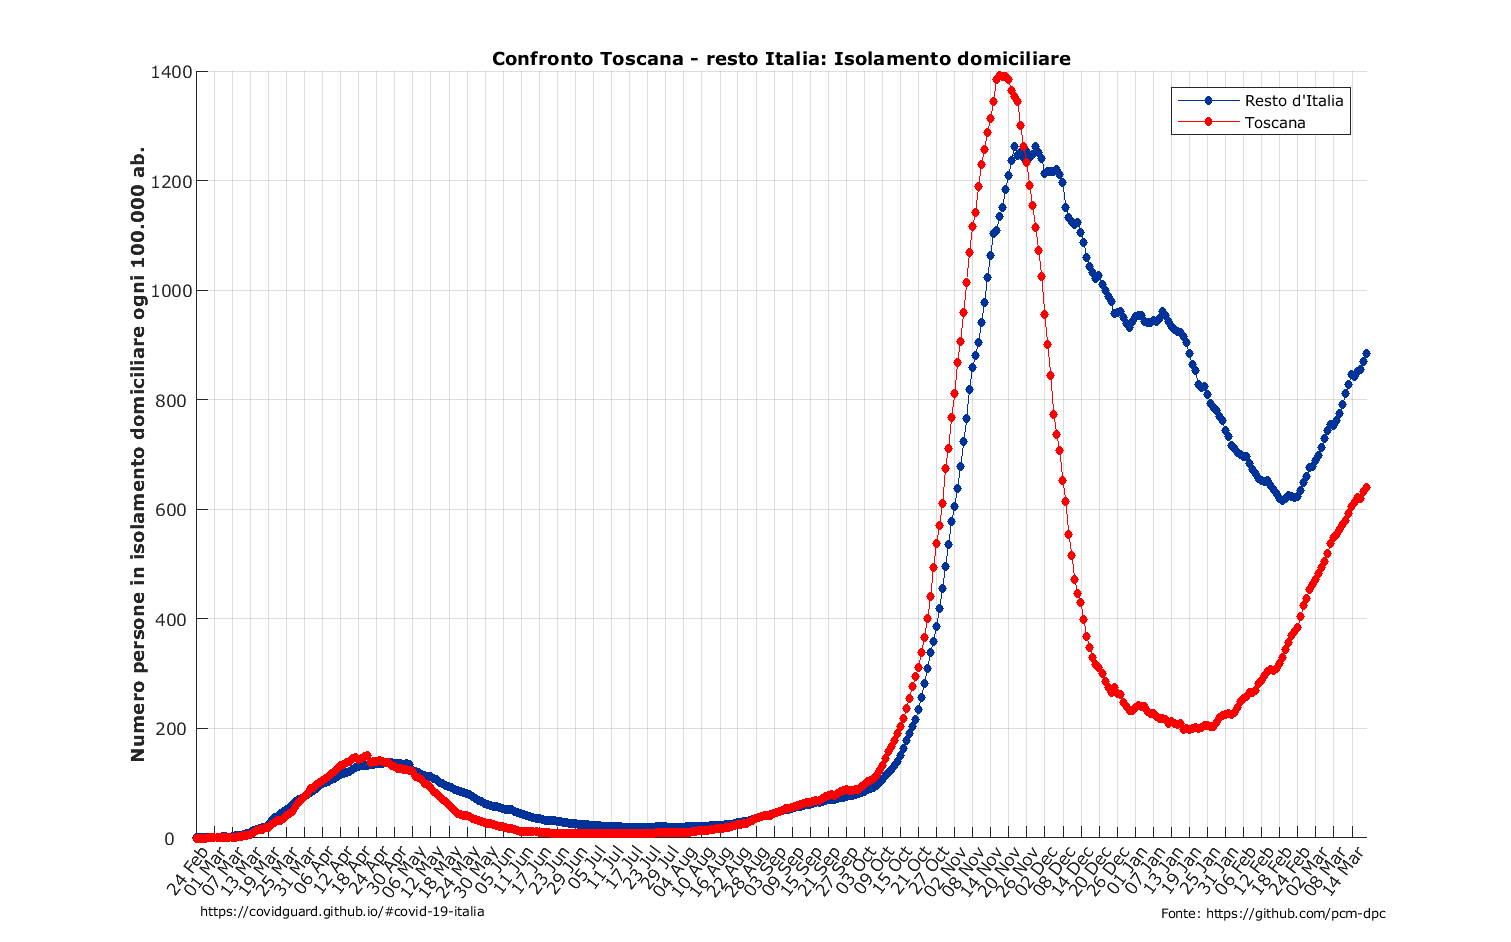 Confronto Toscana - resto Italia: Isolamento domiciliare
Numero persone in isolamento domiciliare ogni 100.000 ab.
1400
1200
1000
800
600
400
200
0
Resto d'Italia
Toscana
24 Feb
01 Mar
07 Mar
13 Mar
19 Mar
25 Mar
31 Mar
06 Apr
12 Apr
18 Apr
24 Apr
30 Apr
06 May
12 May
18 May
24 May
30 May
05 Jun
11 Jun
17 Jun
23 Jun
29 Jun
05 Jul
11 Jul
17 Jul
23 Jul
29 Jul
04 Aug
10 Aug
16 Aug
22 Aug
28 Aug
03 Sep
09 Sep
15 Sep
21 Sep
27 Sep
03 Oct
09 Oct
15 Oct
21 Oct
27 Oct
02 Nov
08 Nov
14 Nov
20 Nov
26 Nov
02 Dec
08 Dec
14 Dec
20 Dec
26 Dec
01 Jan
07 Jan
13 Jan
19 Jan
25 Jan
31 Jan
06 Feb
12 Feb
18 Feb
24 Feb
02 Mar
08 Mar
14 Mar
https://covidguard.github.io/#covid-19-italia
Fonte: https://github.com/pcm-dpc